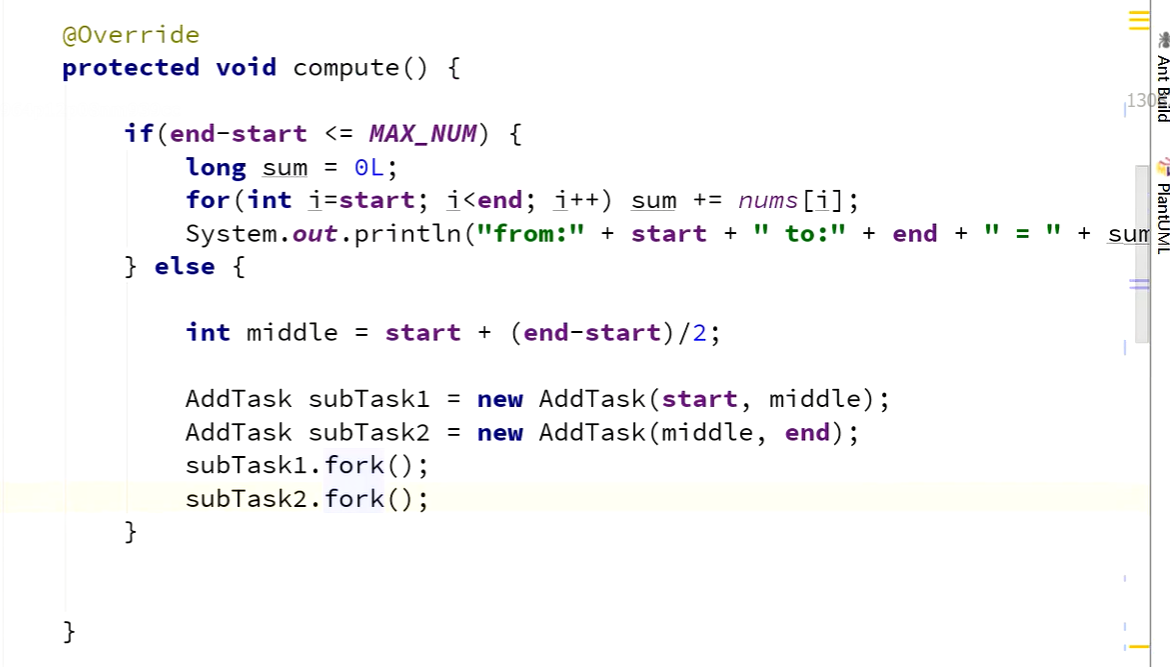 @Override
protected void compute() {
if(end-start <= MAX_NUM) {
long sum = 0L;
for(int i=start; i<end; i++) sum += nums[i];
System.out.println("from:" + start + " to:" + end + " = " + sum
} else {
int middle = start + (end-start)/2;
AddTask subTask1 = new AddTask(start, middle);
AddTask subTask2 = new AddTask(middle, end);
subTask1.fork();
subTask2.fork();
}
}
Ant Build
PlantUML